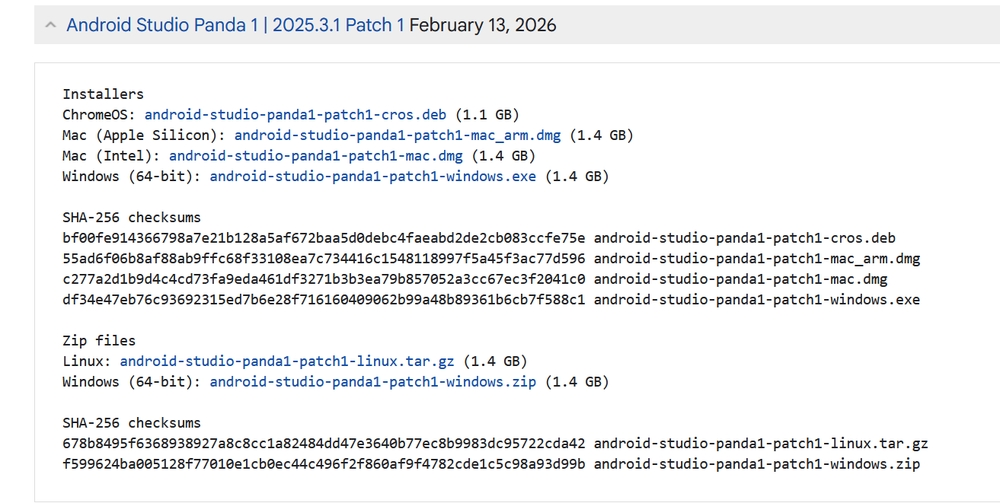 Android Studio Panda 1 | 2025.3.1 Patch 1 February 13, 2026
Installers
ChromeOS: android-studio-panda1-patch1-cros.deb (1.1 GB)
Mac (Apple Silicon): android-studio-panda1-patch1-mac_arm.dmg (1.4 GB)
Mac (Intel): android-studio-panda1-patch1-mac.dmg (1.4 GB)
Windows (64-bit): android-studio-panda1-patch1-windows.exe (1.4 GB)
SHA-256 checksums
bf00fe914366798a7e21b128a5af672baa5d0debc4faeabd2de2cb083ccfe75e android-studio-panda1-patch1-cros.deb
55ad6f06b8af88ab9ffc68f33108ea7c734416c1548118997f5a45f3ac77d596 android-studio-panda1-patch1-mac_arm.dmg
c277a2d1b9d4c4cd73fa9eda461df3271b3b3ea79b857052a3cc67ec3f2041c0 android-studio-panda1-patch1-mac.dmg
df34e47eb76c93692315ed7b6e28f716160409062b99a48b89361b6cb7f588c1 android-studio-panda1-patch1-windows.exe
Zip files
Linux: android-studio-panda1-patch1-linux.tar.gz (1.4 GB)
Windows (64-bit): android-studio-panda1-patch1-windows.zip (1.4 GB)
SHA-256 checksums
678b8495f6368938927a8c8cc1a82484dd47e3640b77ec8b9983dc95722cda42 android-studio-panda1-patch1-linux.tar.gz
f599624ba005128f77010e1cb0ec44c496f2f860af9f4782cde1c5c98a93d99b android-studio-panda1-patch1-windows.zip